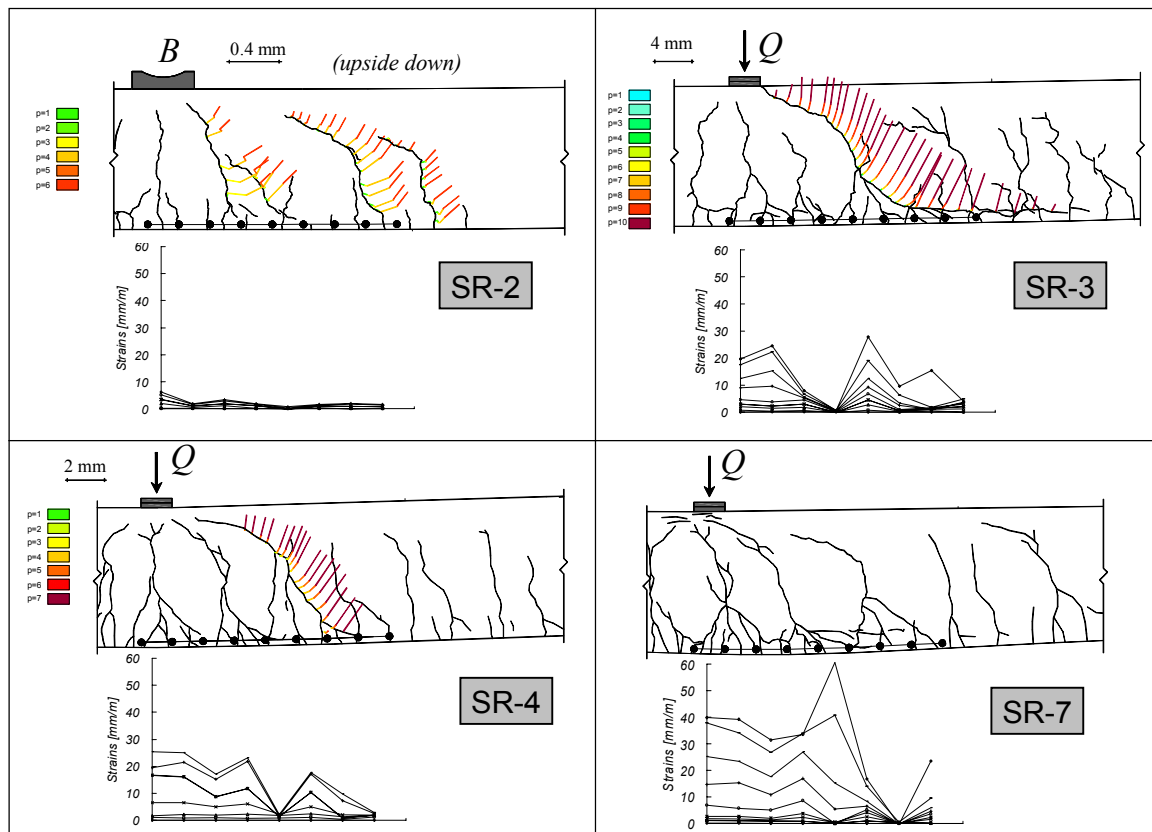 B
0.4 mm
(upside down)
p=1
p=2
p=3
p=4
p=5
p=6
60
50
40
30
20
10
0
Strains [mm/m]
SR-2
4 mm
Q
p=1
p=2
p=3
p=4
p=5
p=6
p=7
p=8
p=9
p=10
60
50
40
30
20
10
0
Strains [mm/m]
SR-3
2 mm
Q
p=1
p=2
p=3
p=4
p=5
p=6
p=7
60
50
40
30
20
10
0
Strains [mm/m]
SR-4
Q
60
50
40
30
20
10
0
Strains [mm/m]
SR-7